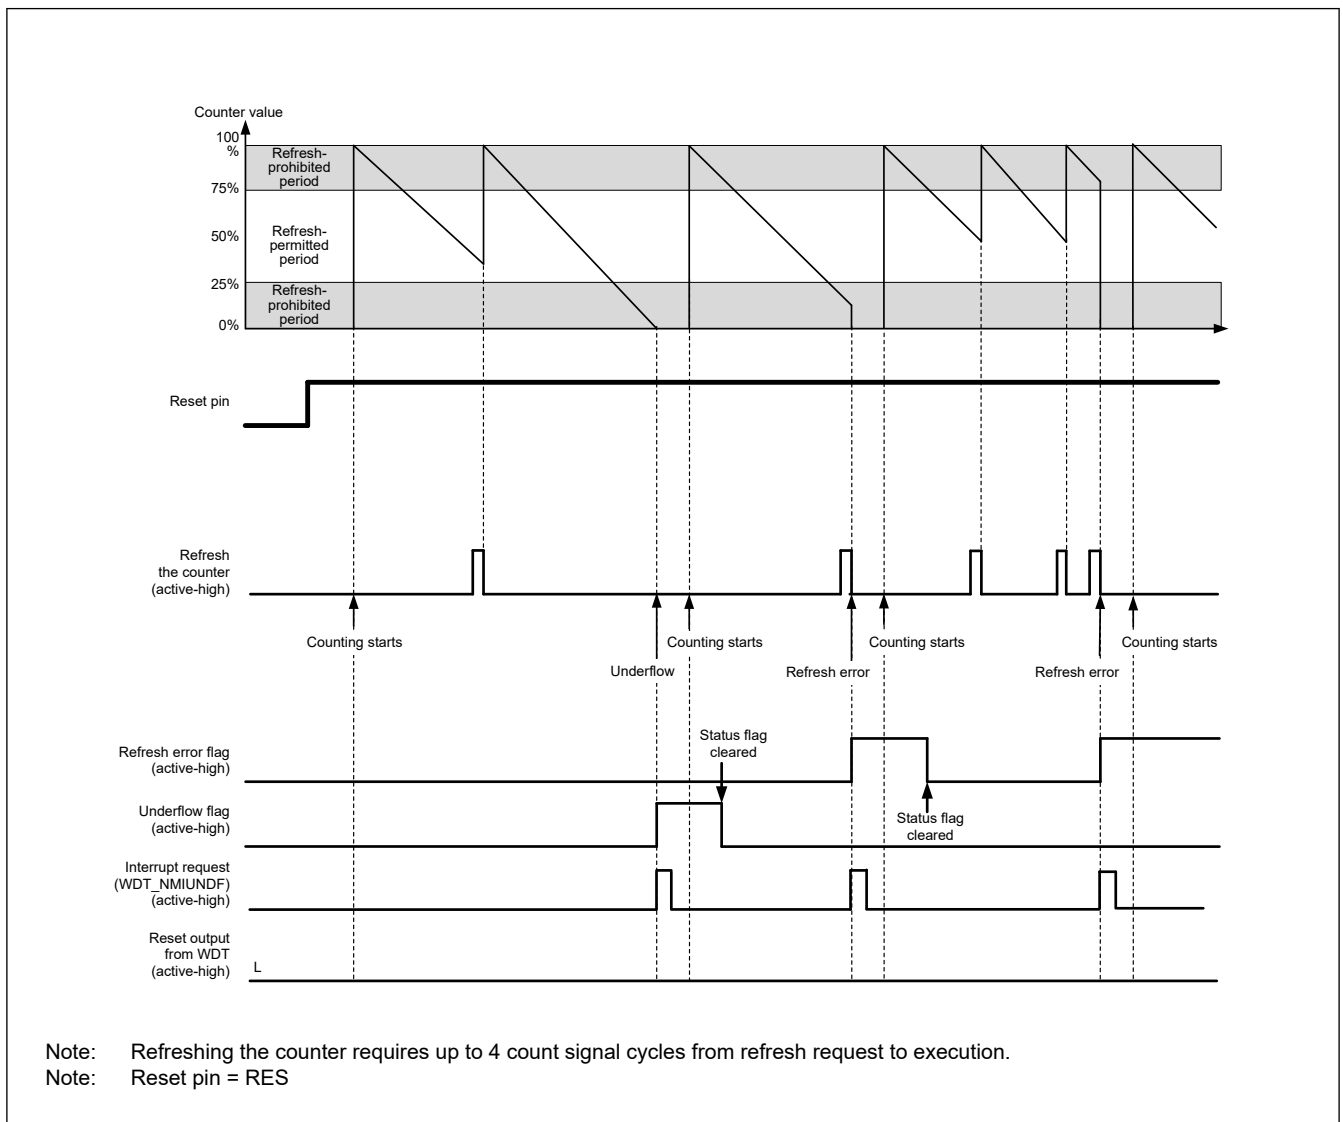 Counter value
100
%
Refresh-
prohibited
period
75%
50%
Refresh-
permitted
period
25%
Refresh-
prohibited
period
0%
Reset pin
Refresh
the counter
(active-high)
Counting starts
Counting starts
Counting starts
Counting starts
Underflow
Refresh error
Refresh error
Status flag
cleared
Refresh error flag
(active-high)
Underflow flag
(active-high)
Status flag
cleared
Interrupt request
(WDT_NMIUNDF)
(active-high)
Reset output
from WDT
(active-high)
L
Note: Refreshing the counter requires up to 4 count signal cycles from refresh request to execution.
Note: Reset pin = RES